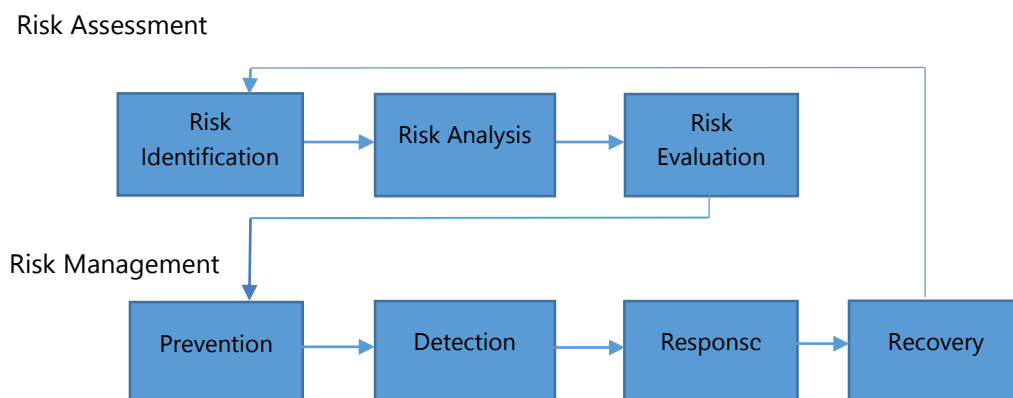 Risk Assessment
Risk
Identification
Risk Analysis
Risk
Evaluation
Risk Management
Prevention
Detection
Response
Recovery